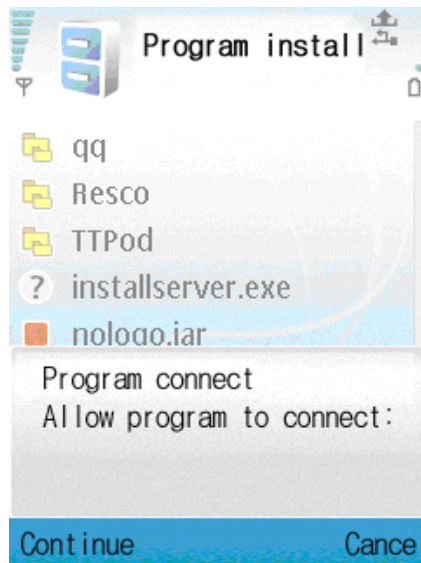 Program install
qq
Resco
TTPod
installserver.exe
nologo.jar
Program connect
Allow program to connect:
Continue
Cance